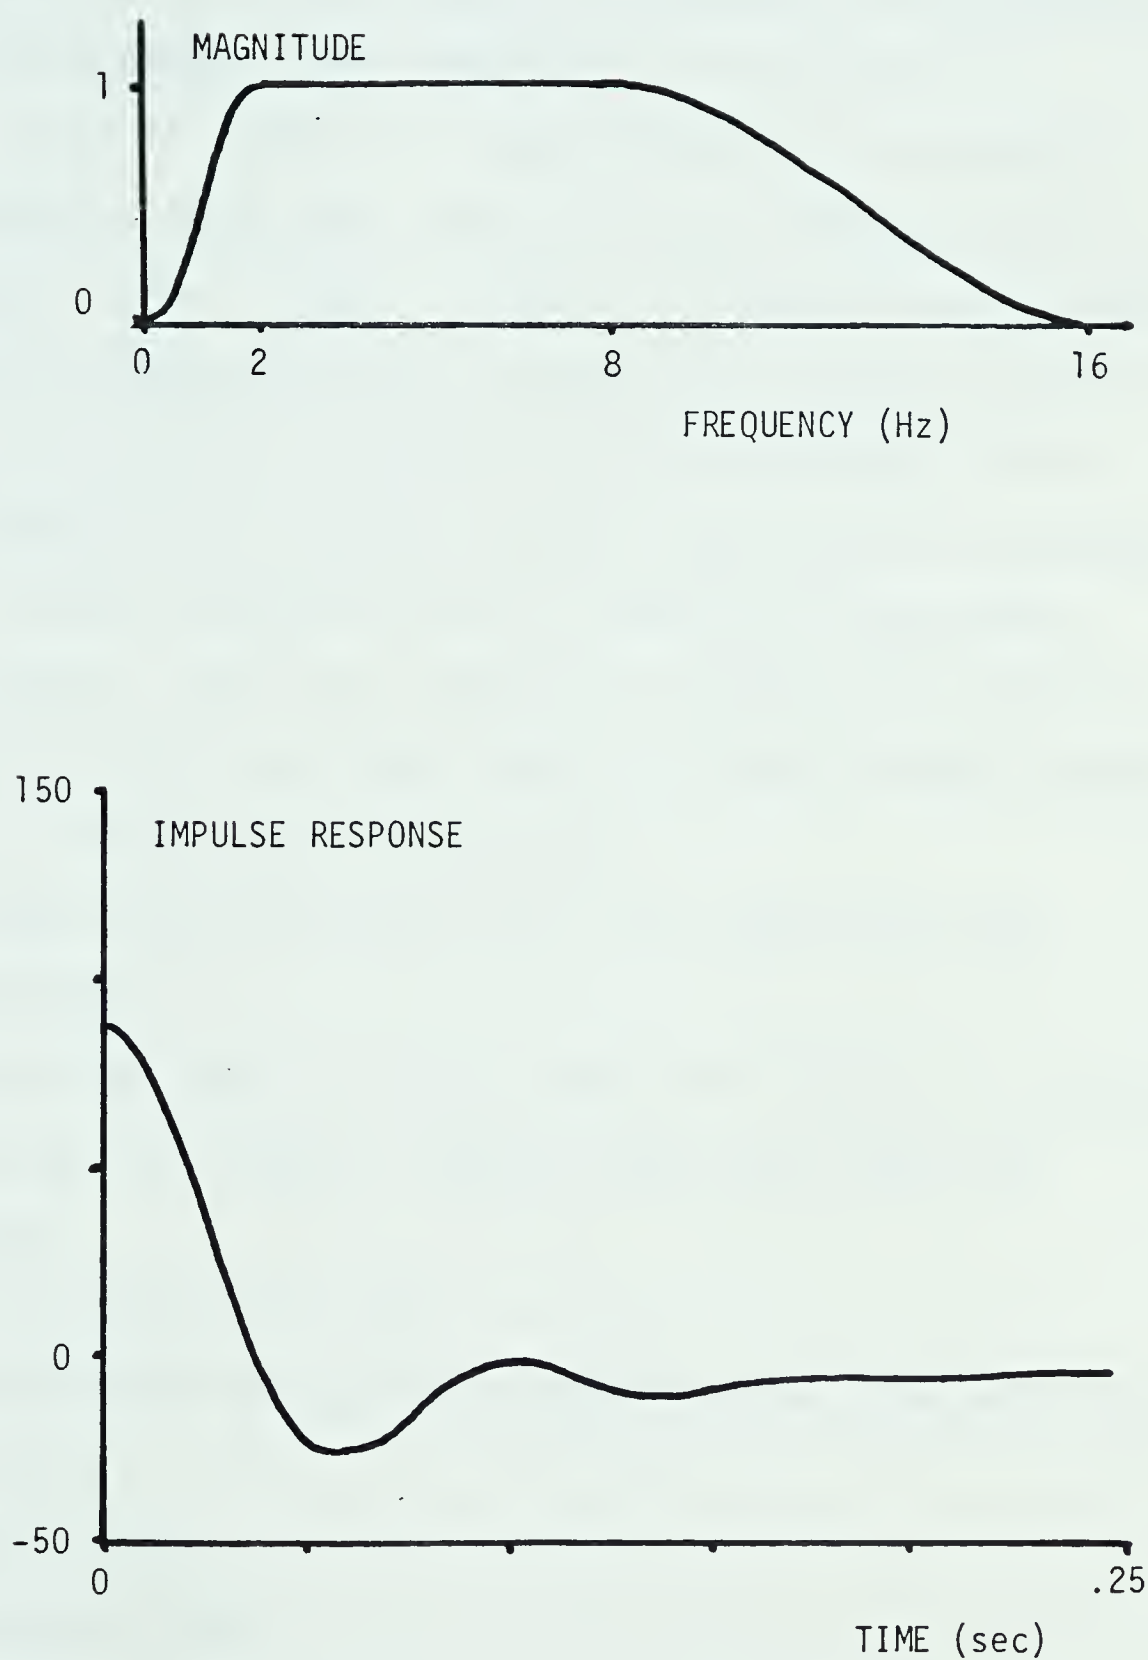 MAGNITUDE
1
0
0 2 8 16
FREQUENCY (Hz)
150
IMPULSE RESPONSE
0
-50
0 .25
TIME (sec)